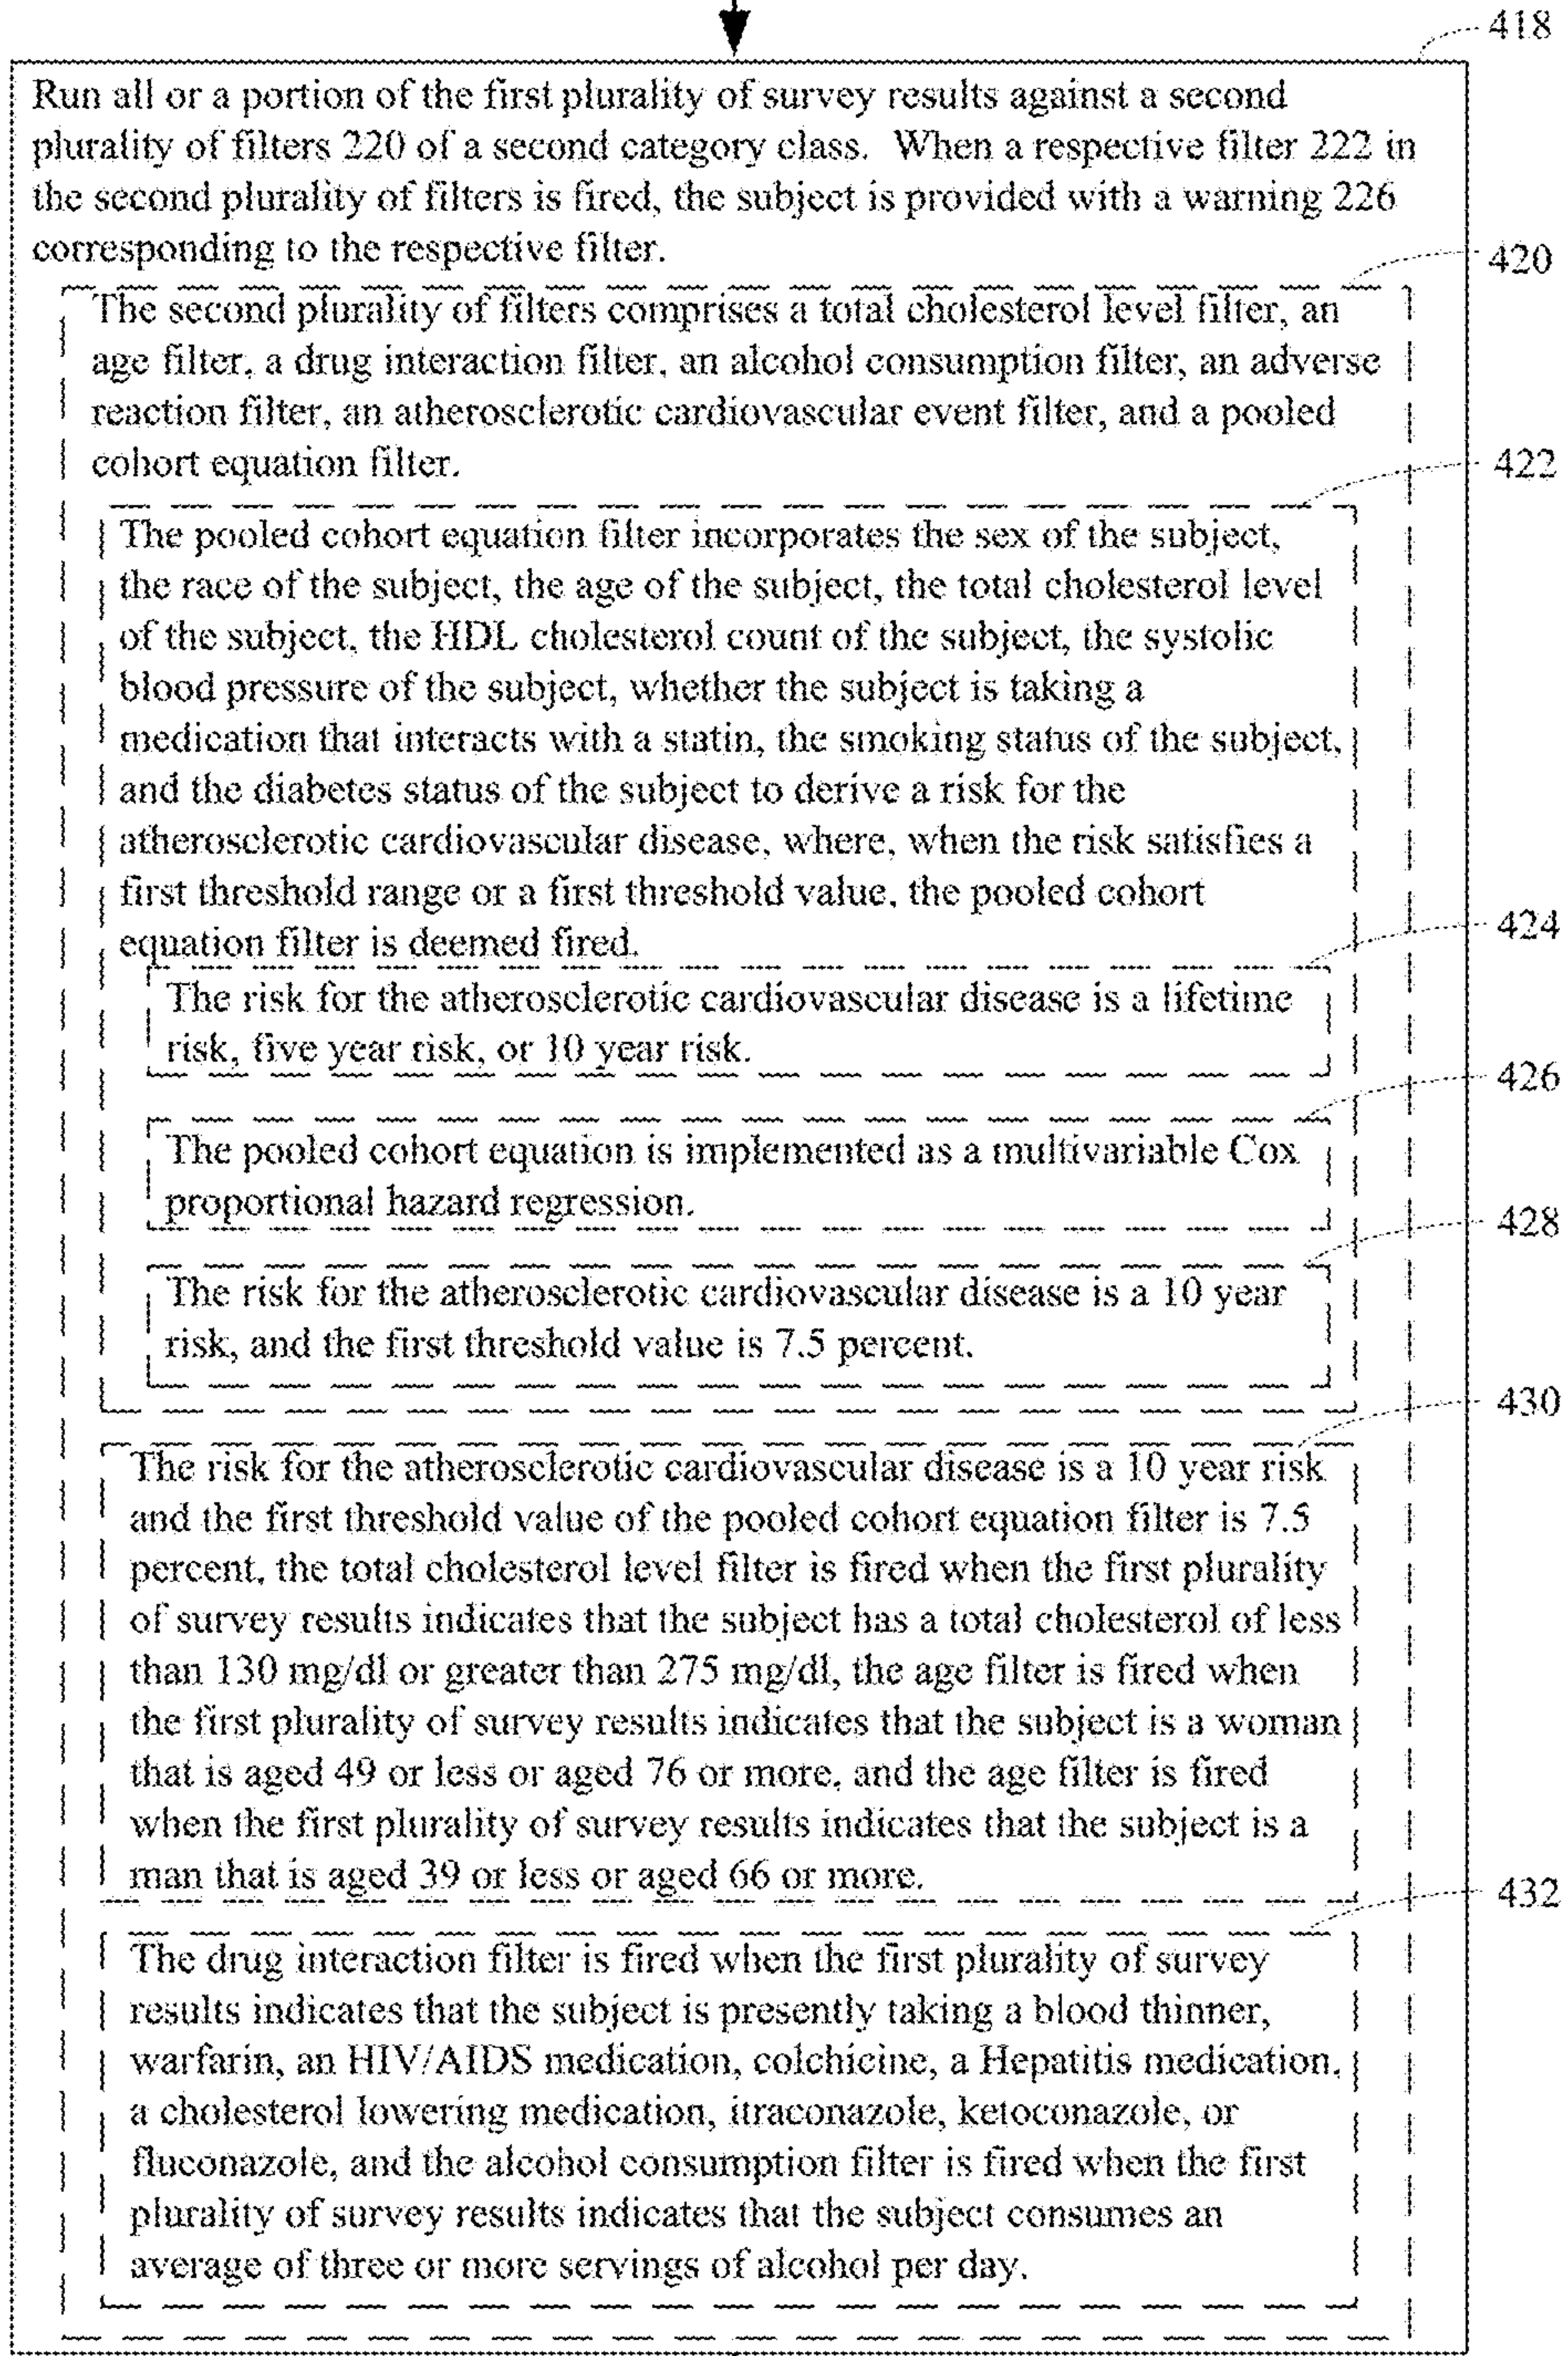 418
Run all or a portion of the first plurality of survey results against a second
plurality of filters 220 of a second category class.  When a respective filter 222 in
the second plurality of filters is fired, the subject is provided with a warning 226
corresponding to the respective filter.
420
The second plurality of filters comprises a total cholesterol level filter, an
age filter, a drug interaction filter, an alcohol consumption filter, an adverse
reaction filter, an atherosclerotic cardiovascular event filter, and a pooled
cohort equation filter.
422
The pooled cohort equation filter incorporates the sex of the subject,
the race of the subject, the age of the subject, the total cholesterol level
of the subject, the HDL cholesterol count of the subject, the systolic
blood pressure of the subject, whether the subject is taking a
medication that interacts with a statin, the smoking status of the subject,
and the diabetes status of the subject to derive a risk for the
atherosclerotic cardiovascular disease, where, when the risk satisfies a
first threshold range or a first threshold value, the pooled cohort
equation filter is deemed fired.
424
The risk for the atherosclerotic cardiovascular disease is a lifetime
risk, five year risk, or 10 year risk.
426
The pooled cohort equation is implemented as a multivariable Cox
proportional hazard regression.
428
The risk for the atherosclerotic cardiovascular disease is a 10 year
risk, and the first threshold value is 7.5 percent.
430
The risk for the atherosclerotic cardiovascular disease is a 10 year risk
and the first threshold value of the pooled cohort equation filter is 7.5
percent, the total cholesterol level filter is fired when the first plurality
of survey results indicates that the subject has a total cholesterol of less
than 130 mg/dl or greater than 275 mg/dl, the age filter is fired when
the first plurality of survey results indicates that the subject is a woman
that is aged 49 or less or aged 76 or more, and the age filter is fired
when the first plurality of survey results indicates that the subject is a
man that is aged 39 or less or aged 66 or more.
432
The drug interaction filter is fired when the first plurality of survey
results indicates that the subject is presently taking a blood thinner,
warfarin, an HIV/AIDS medication, colchicine, a Hepatitis medication,
a cholesterol lowering medication, itraconazole, ketoconazole, or
fluconazole, and the alcohol consumption filter is fired when the first
plurality of survey results indicates that the subject consumes an
average of three or more servings of alcohol per day.